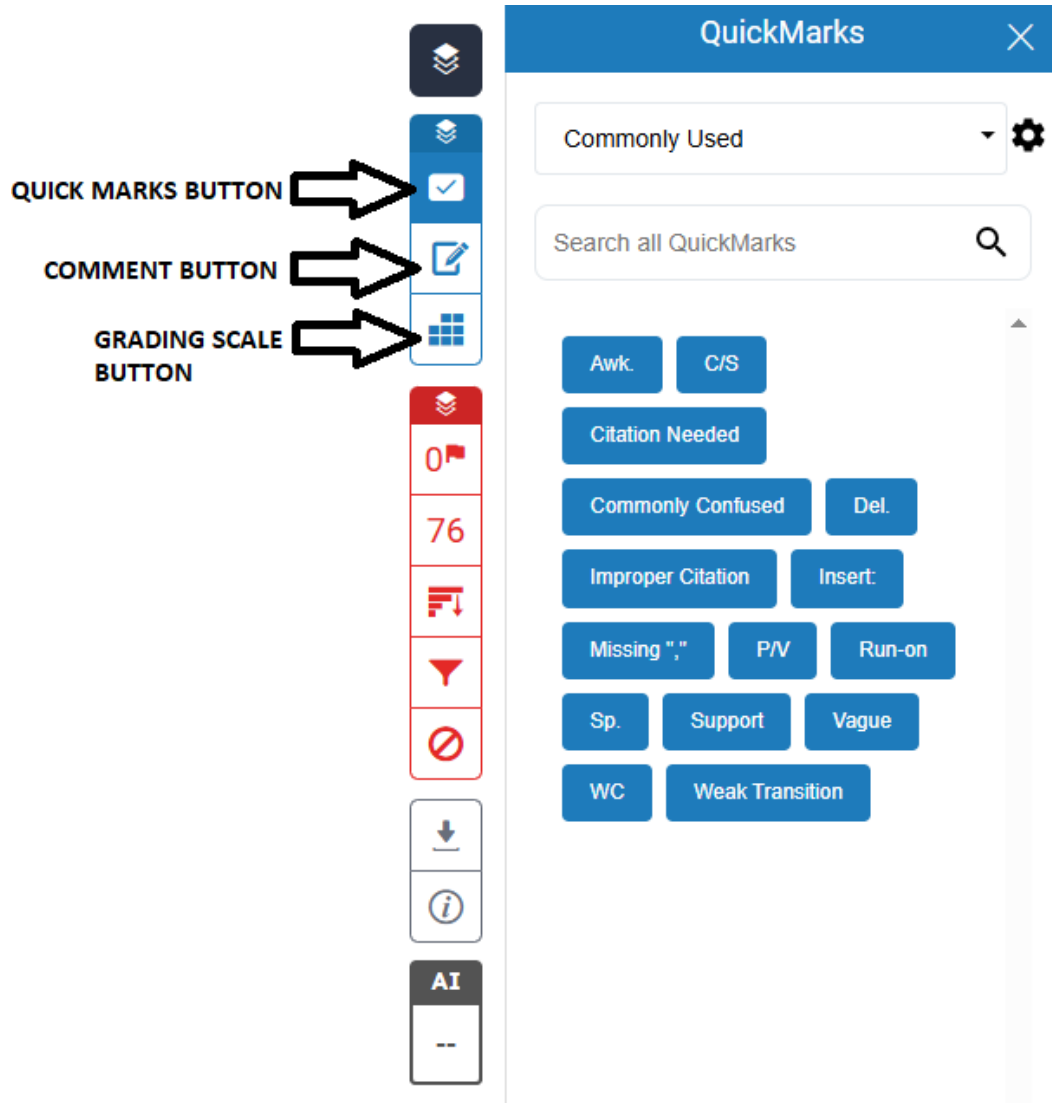 QuickMarks
Commonly Used
QUICK MARKS BUTTON
Search all QuickMarks
COMMENT BUTTON
GRADING SCALE
BUTTON
Awk. C/S
Citation Needed
0
Commonly Confused Del.
76
Improper Citation Insert:
Missing "," P/V Run-on
Sp. Support Vague
WC Weak Transition
i
AI
--